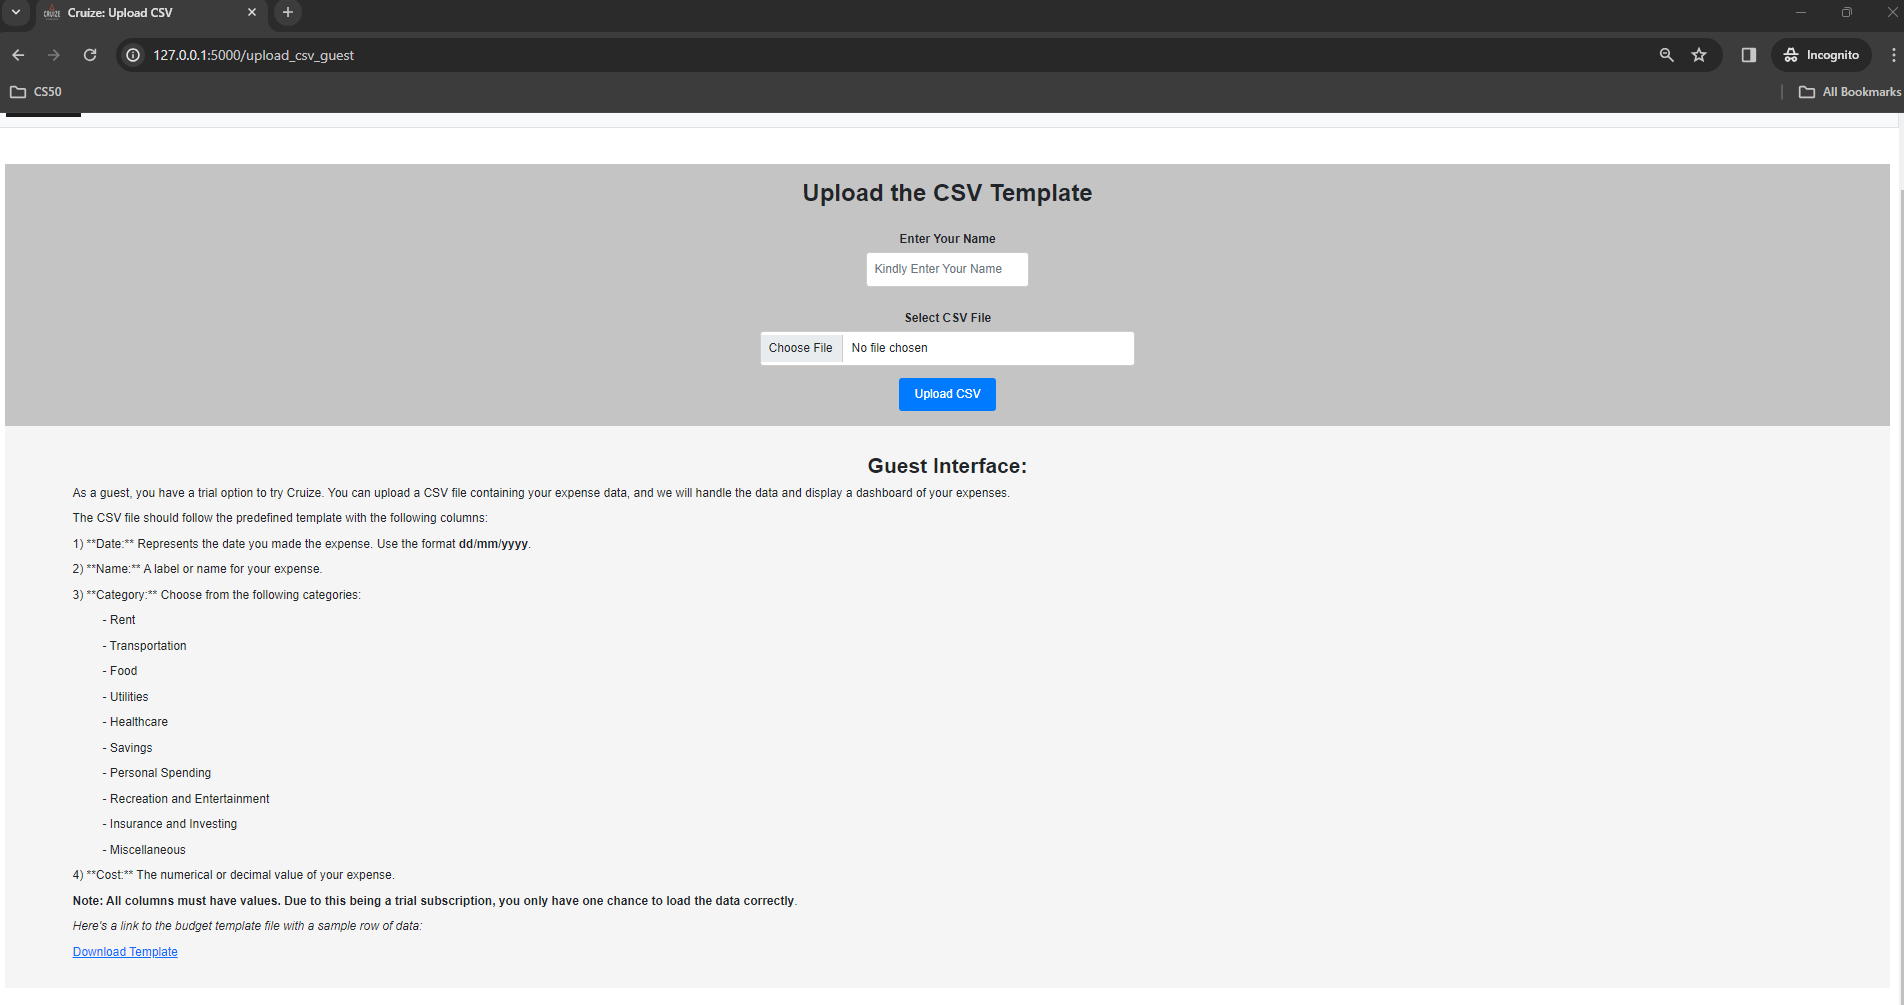 CRUIZE
Cruize: Upload CSV
127.0.0.1:5000/upload_csv_guest
Incognito
CS50
All Bookmarks
Upload the CSV Template
Enter Your Name
Kindly Enter Your Name
Select CSV File
Choose File No file chosen
Upload CSV
Guest Interface:
As a guest, you have a trial option to try Cruize. You can upload a CSV file containing your expense data, and we will handle the data and display a dashboard of your expenses.
The CSV file should follow the predefined template with the following columns:
1) **Date:** Represents the date you made the expense. Use the format dd/mm/yyyy.
2) **Name:** A label or name for your expense.
3) **Category:** Choose from the following categories:
- Rent
- Transportation
- Food
- Utilities
- Healthcare
- Savings
- Personal Spending
- Recreation and Entertainment
- Insurance and Investing
- Miscellaneous
4) **Cost:** The numerical or decimal value of your expense.
Note: All columns must have values. Due to this being a trial subscription, you only have one chance to load the data correctly.
Here's a link to the budget template file with a sample row of data:
Download Template